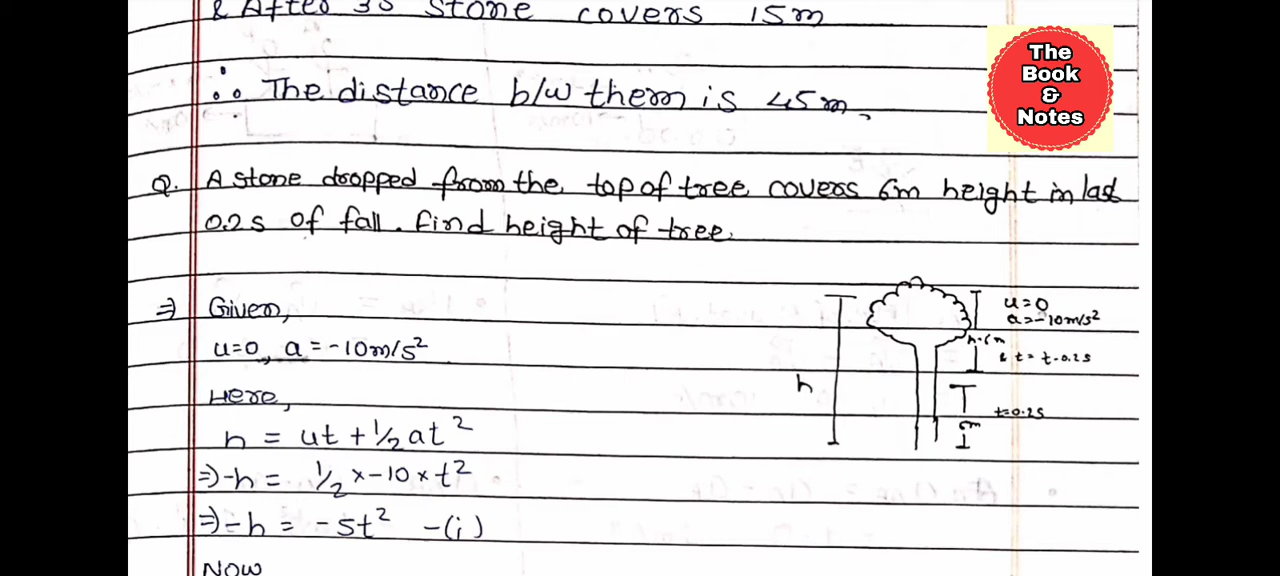 & After 3s stone covers 15m
∴ The distance b/w them is 45m.
The
Book
&
Notes
Q. A stone dropped from the top of tree covers 6m height in last
0.2s of fall. Find height of tree.
⇒ Given,
u=0, a = -10m/s²
Here,
h = ut + ½ at²
⇒ -h = ½ × -10 × t²
⇒ -h = -5t² -(i)
Now
u=0
a=-10m/s²
h-6m
& t = t-0.2s
h
t=0.2s
6m